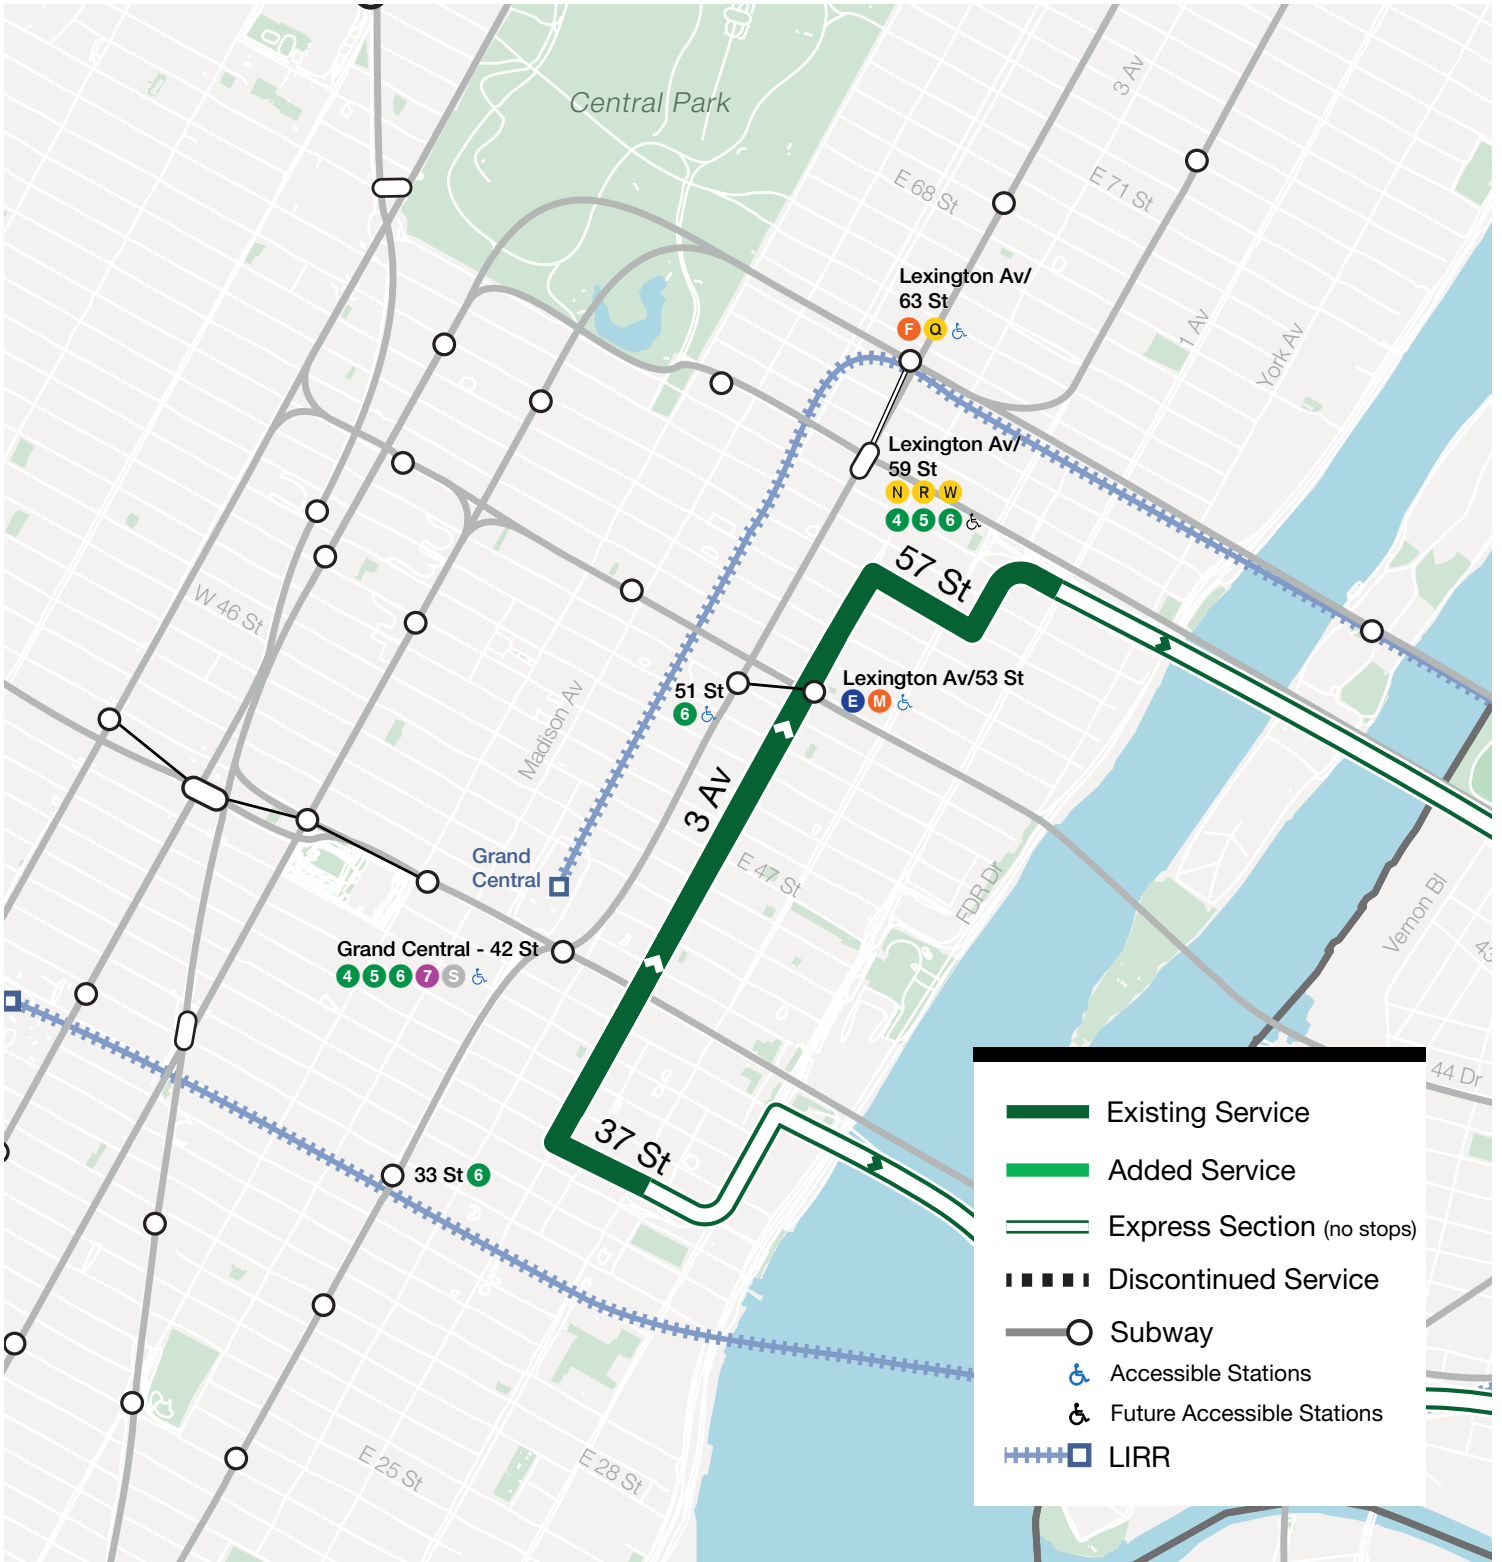 Central Park
3 Av
E 68 St
E 71 St
Lexington Av/
63 St
F Q
1 Av
York Av
Lexington Av/
59 St
N R W
4 5 6
57 St
W 46 St
51 St
6
Lexington Av/53 St
E M
Madison Av
3 Av
Grand
Central
E 47 St
FDR Dr
Vernon Bl
43
Grand Central - 42 St
4 5 6 7 S
44 Dr
37 St
33 St 6
E 25 St
E 28 St
Existing Service
Added Service
Express Section (no stops)
Discontinued Service
Subway
Accessible Stations
Future Accessible Stations
LIRR